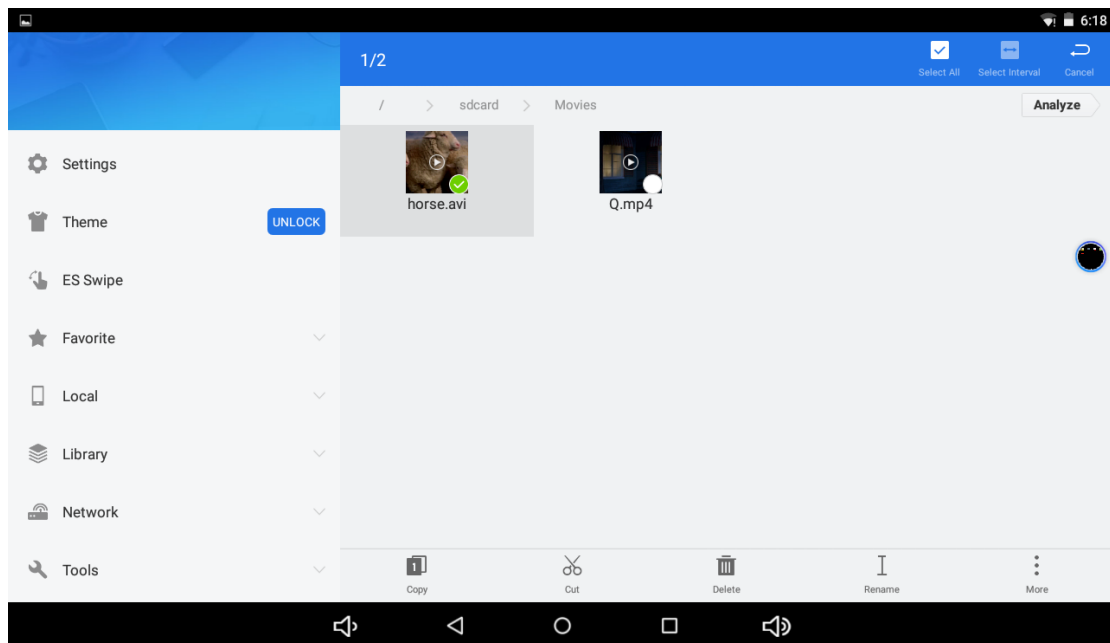 6:18
1/2
Select All Select Interval Cancel
/ > sdcard > Movies
Analyze
Settings
Theme
UNLOCK
ES Swipe
Favorite
Local
Library
Network
Tools
horse.avi
Q.mp4
1
Copy Cut Delete Rename More